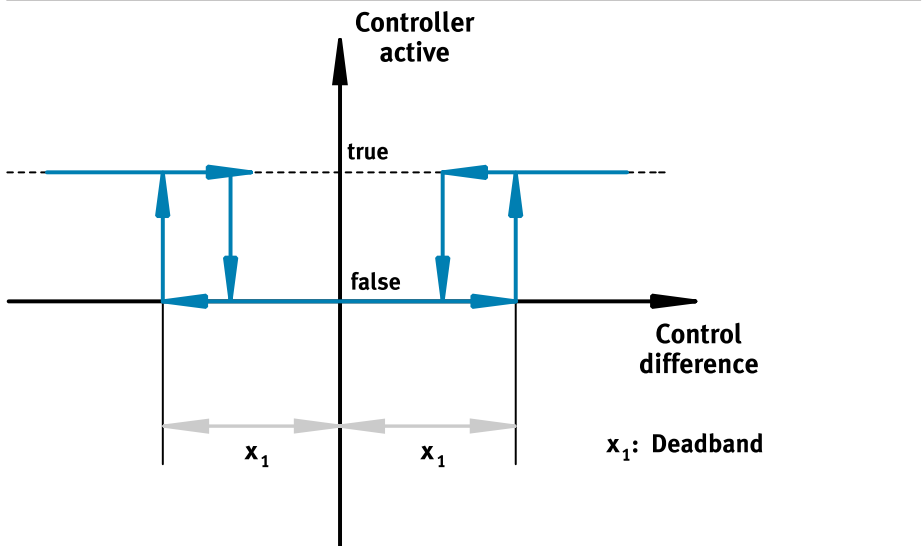 Controller
active
true
false
Control
difference
x1
x1
x1: Deadband